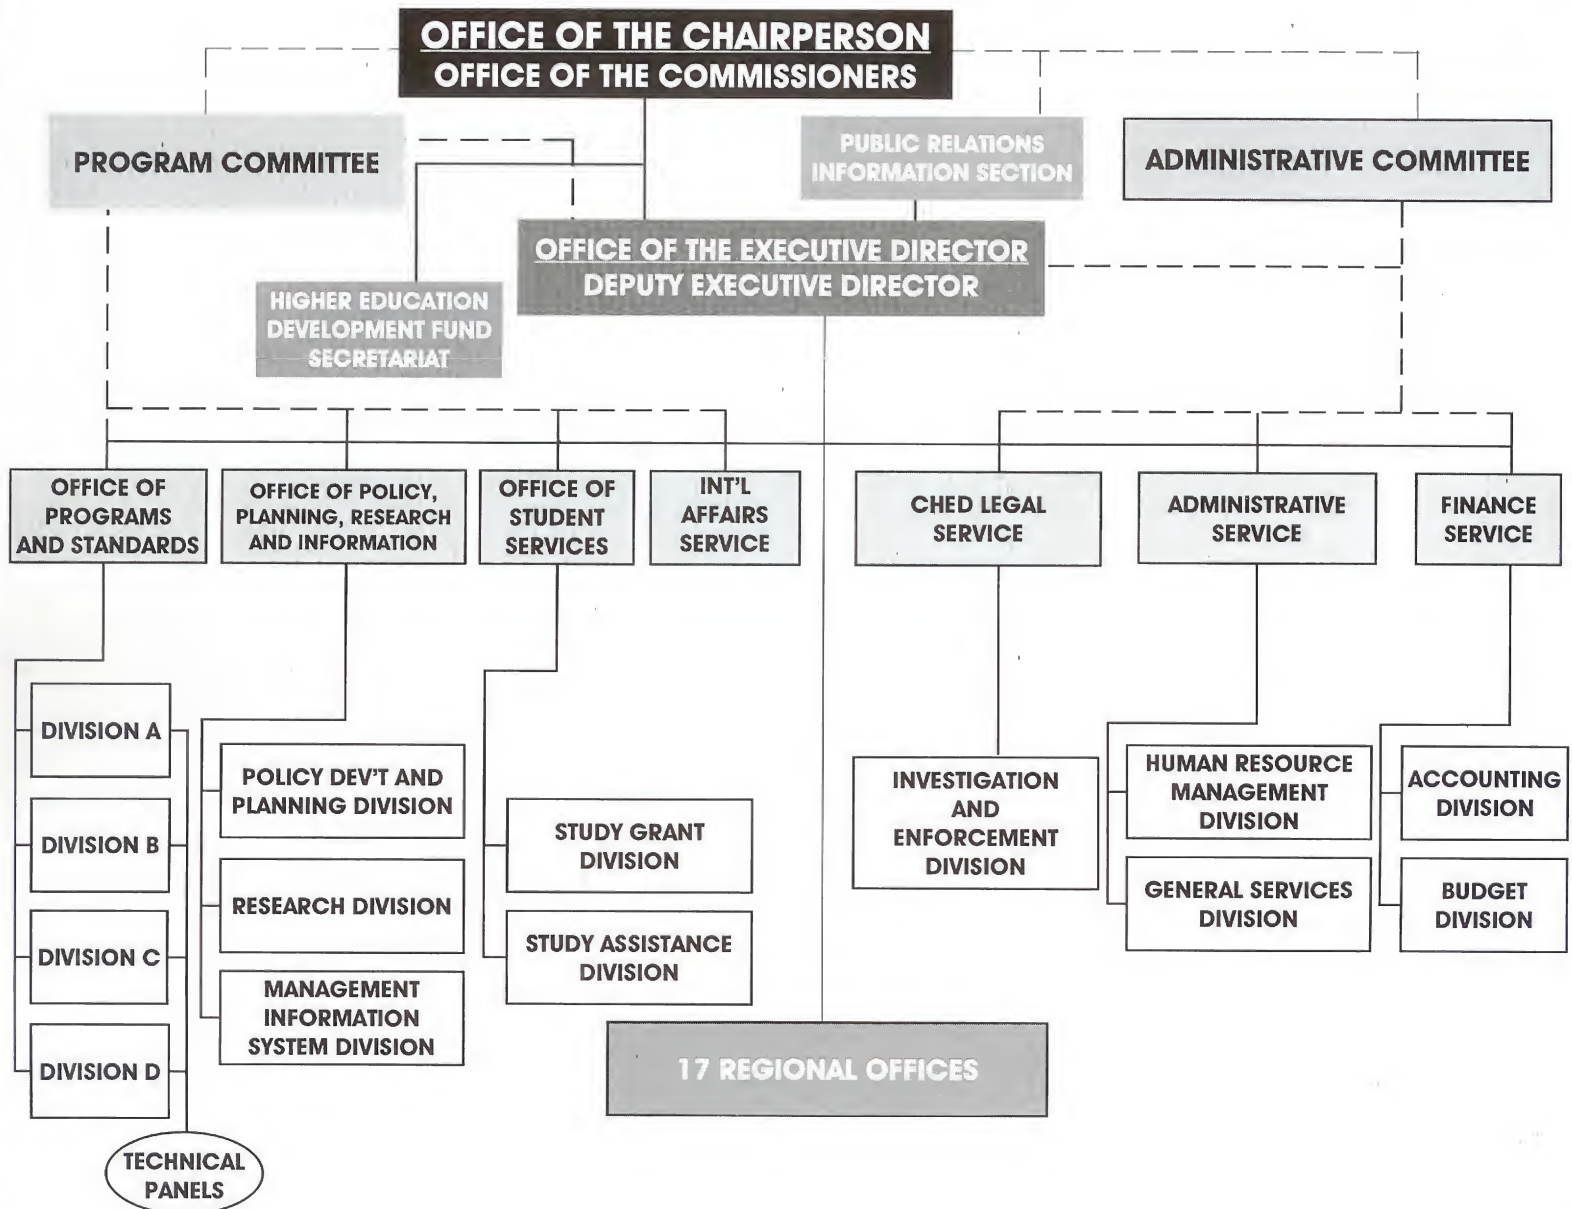 OFFICE OF THE CHAIRPERSON
OFFICE OF THE COMMISSIONERS
PROGRAM COMMITTEE
PUBLIC RELATIONS
INFORMATION SECTION
ADMINISTRATIVE COMMITTEE
OFFICE OF THE EXECUTIVE DIRECTOR
DEPUTY EXECUTIVE DIRECTOR
HIGHER EDUCATION
DEVELOPMENT FUND
SECRETARIAT
OFFICE OF
PROGRAMS
AND STANDARDS
OFFICE OF POLICY,
PLANNING, RESEARCH
AND INFORMATION
OFFICE OF
STUDENT
SERVICES
INT'L
AFFAIRS
SERVICE
CHED LEGAL
SERVICE
ADMINISTRATIVE
SERVICE
FINANCE
SERVICE
DIVISION A
DIVISION B
DIVISION C
DIVISION D
TECHNICAL
PANELS
POLICY DEV'T AND
PLANNING DIVISION
RESEARCH DIVISION
MANAGEMENT
INFORMATION
SYSTEM DIVISION
STUDY GRANT
DIVISION
STUDY ASSISTANCE
DIVISION
INVESTIGATION
AND
ENFORCEMENT
DIVISION
HUMAN RESOURCE
MANAGEMENT
DIVISION
GENERAL SERVICES
DIVISION
ACCOUNTING
DIVISION
BUDGET
DIVISION
17 REGIONAL OFFICES